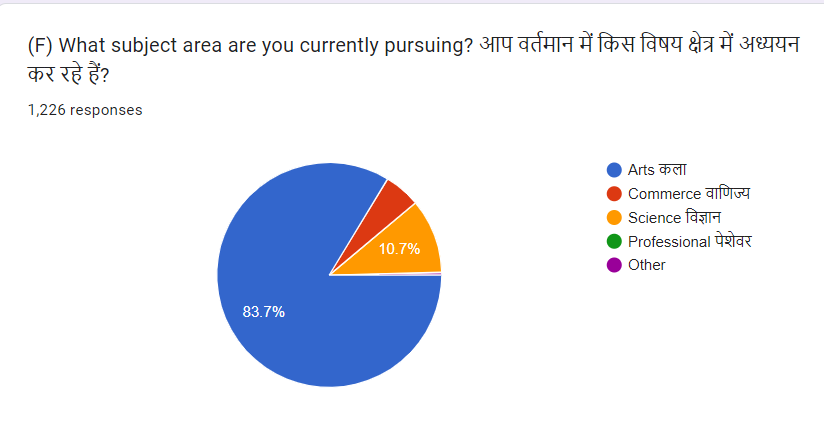 (F) What subject area are you currently pursuing? आप वर्तमान में किस विषय क्षेत्र में अध्ययन
कर रहे हैं?
1,226 responses
Arts कला
Commerce वाणिज्य
Science विज्ञान
Professional पेशेवर
Other
10.7%
83.7%